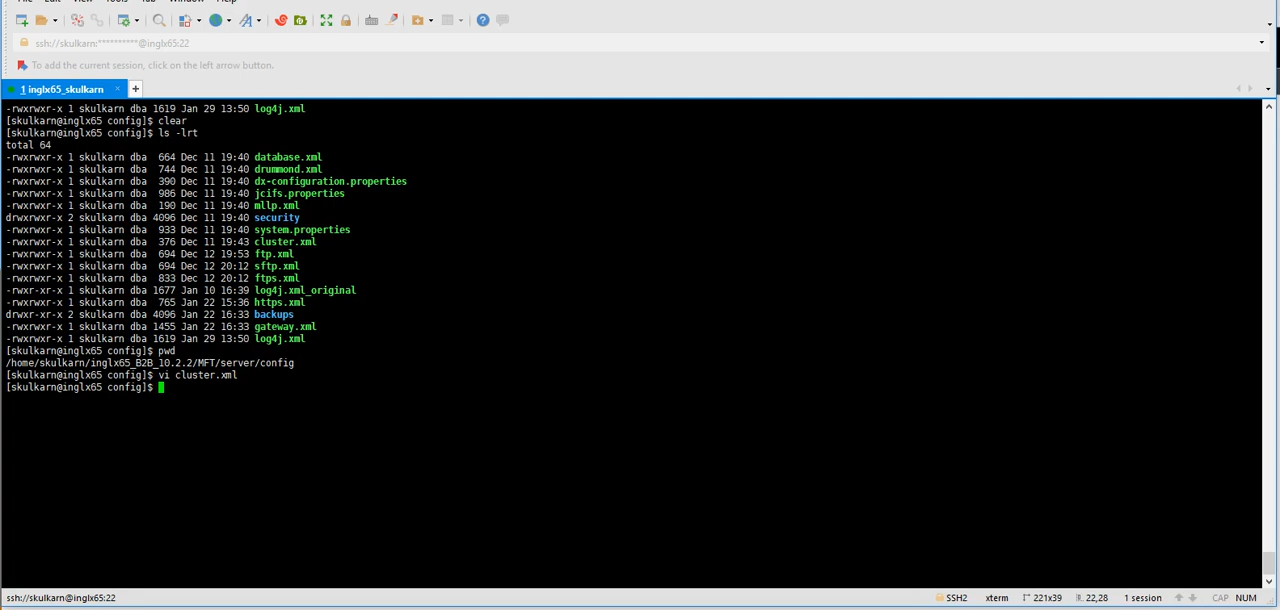 File Edit View Tools Tab Window Help
ssh://skulkarn:**********@inglx65:22
To add the current session, click on the left arrow button.
1 inglx65_skulkarn × +
-rwxrwxr-x 1 skulkarn dba 1619 Jan 29 13:50 log4j.xml
[skulkarn@inglx65 config]$ clear
[skulkarn@inglx65 config]$ ls -lrt
total 64
-rwxrwxr-x 1 skulkarn dba  664 Dec 11 19:40 database.xml
-rwxrwxr-x 1 skulkarn dba  744 Dec 11 19:40 drummond.xml
-rwxrwxr-x 1 skulkarn dba  390 Dec 11 19:40 dx-configuration.properties
-rwxrwxr-x 1 skulkarn dba  986 Dec 11 19:40 jcifs.properties
-rwxrwxr-x 1 skulkarn dba  190 Dec 11 19:40 mllp.xml
drwxrwxr-x 2 skulkarn dba 4096 Dec 11 19:40 security
-rwxrwxr-x 1 skulkarn dba  933 Dec 11 19:40 system.properties
-rwxrwxr-x 1 skulkarn dba  376 Dec 11 19:43 cluster.xml
-rwxrwxr-x 1 skulkarn dba  694 Dec 12 19:53 ftp.xml
-rwxrwxr-x 1 skulkarn dba  694 Dec 12 20:12 sftp.xml
-rwxrwxr-x 1 skulkarn dba  833 Dec 12 20:12 ftps.xml
-rwxrwxr-x 1 skulkarn dba 1677 Jan 10 16:39 log4j.xml_original
-rwxrwxr-x 1 skulkarn dba  765 Jan 22 15:36 https.xml
drwxr-xr-x 2 skulkarn dba 4096 Jan 22 16:33 backups
-rwxrwxr-x 1 skulkarn dba 1455 Jan 22 16:33 gateway.xml
-rwxrwxr-x 1 skulkarn dba 1619 Jan 29 13:50 log4j.xml
[skulkarn@inglx65 config]$ pwd
/home/skulkarn/inglx65_B2B_10.2.2/MFT/server/config
[skulkarn@inglx65 config]$ vi cluster.xml
[skulkarn@inglx65 config]$
ssh://skulkarn@inglx65:22 SSH2 xterm 221x39 22,28 1 session CAP NUM